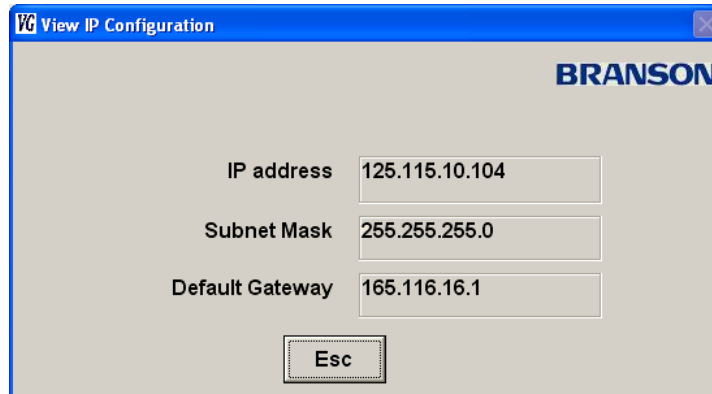 VG View IP Configuration
BRANSON
IP address 125.115.10.104
Subnet Mask 255.255.255.0
Default Gateway 165.116.16.1
Esc